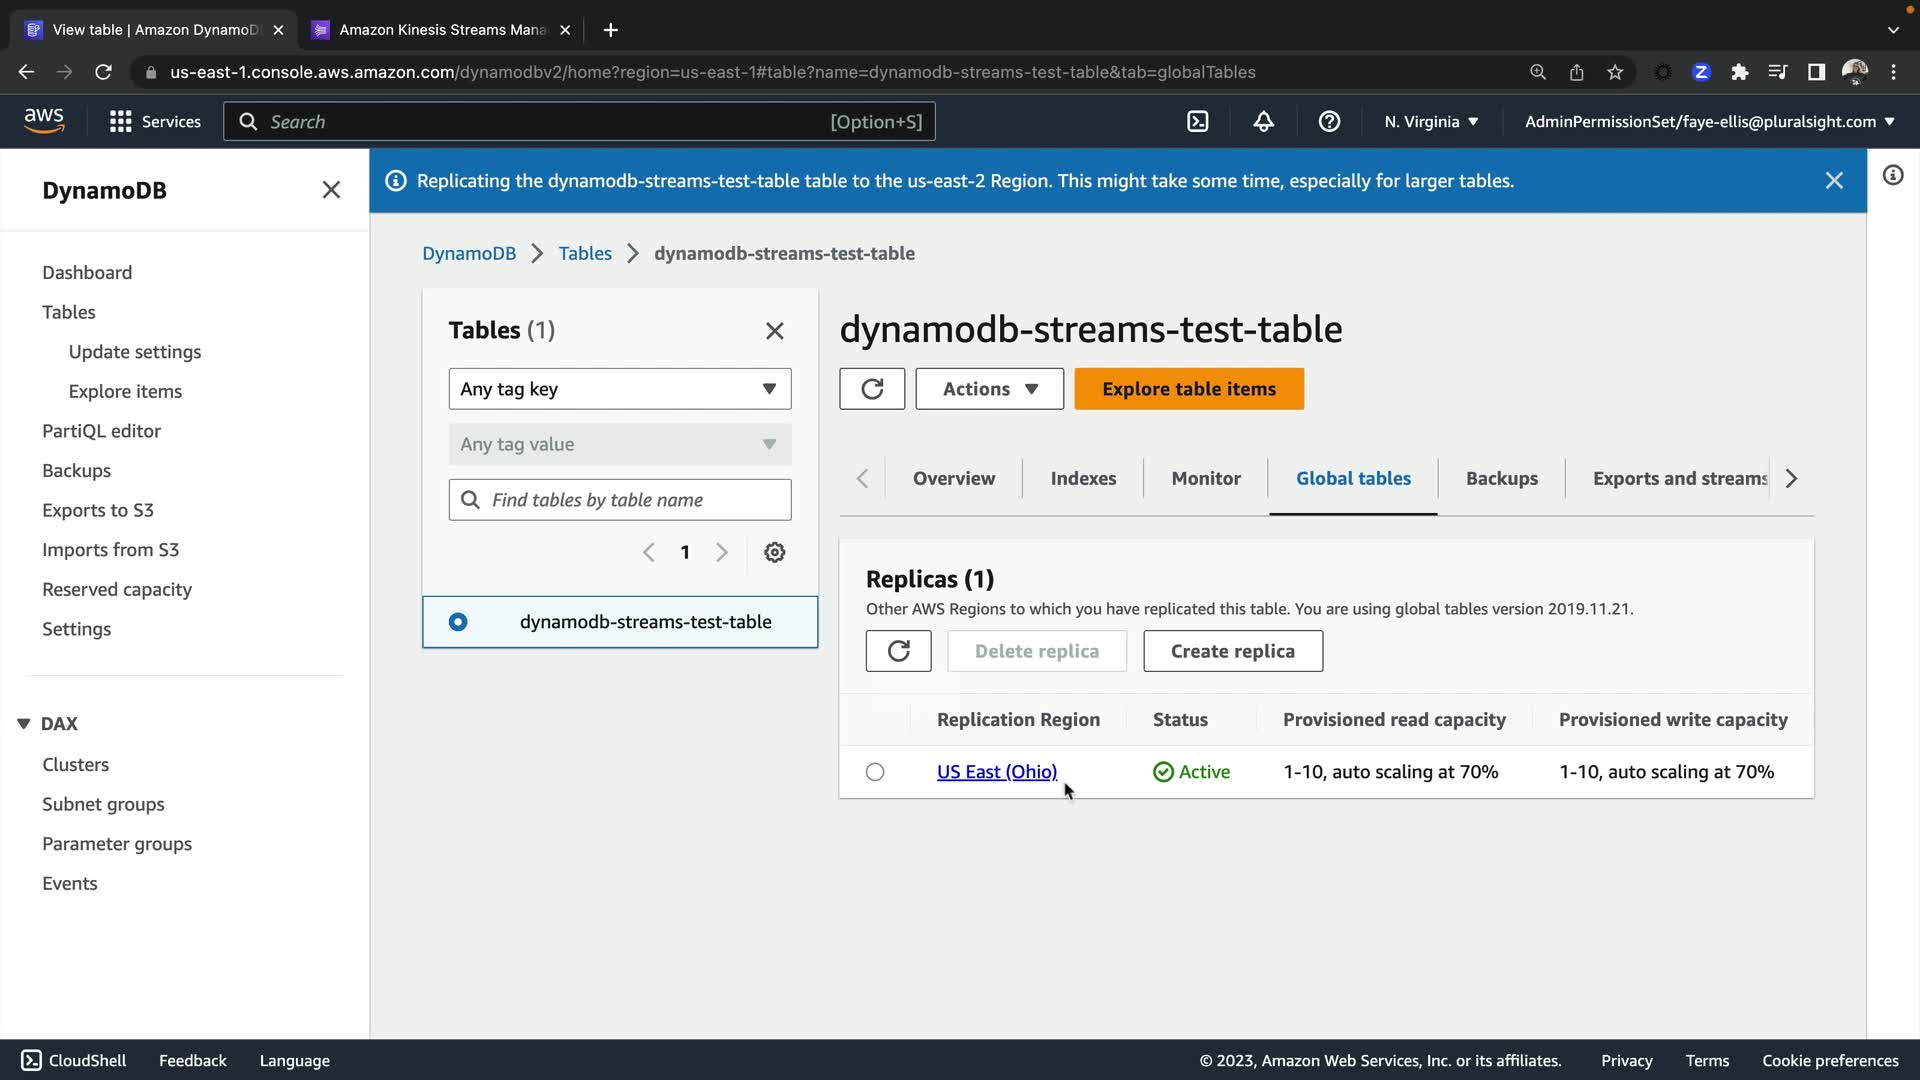 View table | Amazon DynamoD
Amazon Kinesis Streams Mana
us-east-1.console.aws.amazon.com/dynamodbv2/home?region=us-east-1#table?name=dynamodb-streams-test-table&tab=globalTables
Z
aws
Services
Search
[Option+S]
N. Virginia
AdminPermissionSet/faye-ellis@pluralsight.com
DynamoDB
Dashboard
Tables
Update settings
Explore items
PartiQL editor
Backups
Exports to S3
Imports from S3
Reserved capacity
Settings
DAX
Clusters
Subnet groups
Parameter groups
Events
Replicating the dynamodb-streams-test-table table to the us-east-2 Region. This might take some time, especially for larger tables.
DynamoDB > Tables > dynamodb-streams-test-table
Tables (1)
Any tag key
Any tag value
Find tables by table name
1
dynamodb-streams-test-table
dynamodb-streams-test-table
Actions
Explore table items
Overview
Indexes
Monitor
Global tables
Backups
Exports and streams
Replicas (1)
Other AWS Regions to which you have replicated this table. You are using global tables version 2019.11.21.
Delete replica
Create replica
Replication Region
Status
Provisioned read capacity
Provisioned write capacity
US East (Ohio)
Active
1-10, auto scaling at 70%
1-10, auto scaling at 70%
CloudShell
Feedback
Language
© 2023, Amazon Web Services, Inc. or its affiliates.
Privacy
Terms
Cookie preferences